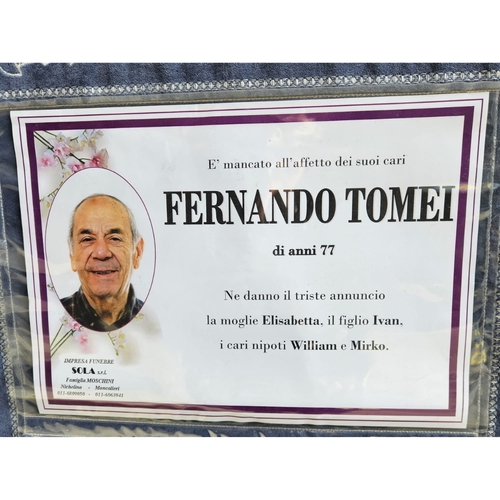 E' mancato all'affetto dei suoi cari
FERNANDO TOMEI
di anni 77
Ne danno il triste annuncio
la moglie Elisabetta, il figlio Ivan,
i cari nipoti William e Mirko.
IMPRESA FUNEBRE
SOLA s.r.l.
Famiglia MOSCHINI
Nichelino - Moncalieri